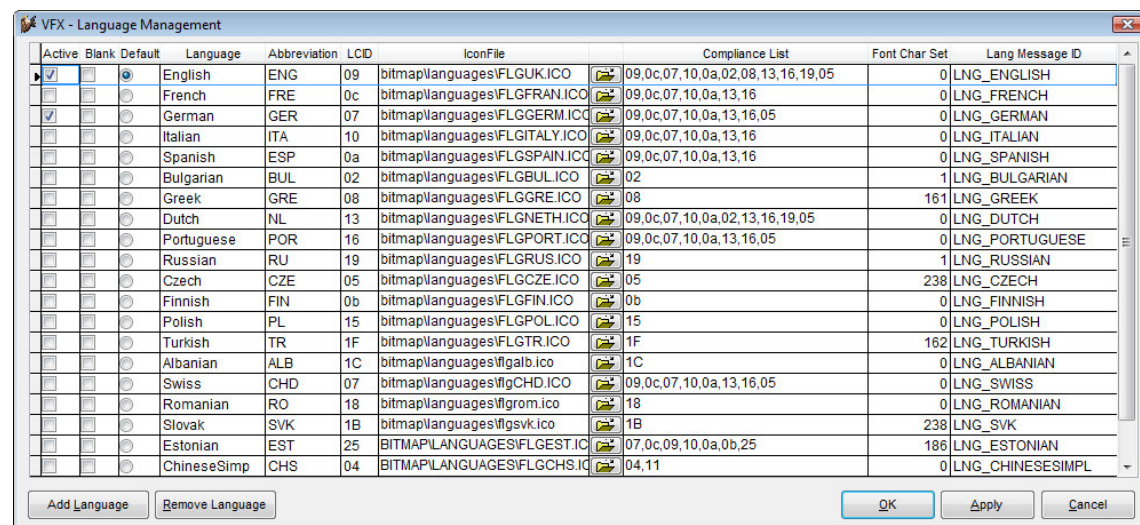 VFX - Language Management
Active Blank Default Language Abbreviation LCID IconFile Compliance List Font Char Set Lang Message ID
English ENG 09 bitmap\languages\FLGUK.ICO 09,0c,07,10,0a,02,08,13,16,19,05 0 LNG_ENGLISH
French FRE 0c bitmap\languages\FLGFRAN.ICO 09,0c,07,10,0a,13,16 0 LNG_FRENCH
German GER 07 bitmap\languages\FLGGERM.ICO 09,0c,07,10,0a,13,16,05 0 LNG_GERMAN
Italian ITA 10 bitmap\languages\FLGITALY.ICO 09,0c,07,10,0a,13,16 0 LNG_ITALIAN
Spanish ESP 0a bitmap\languages\FLGSPAIN.ICO 09,0c,07,10,0a,13,16 0 LNG_SPANISH
Bulgarian BUL 02 bitmap\languages\FLGBUL.ICO 02 1 LNG_BULGARIAN
Greek GRE 08 bitmap\languages\FLGGRE.ICO 08 161 LNG_GREEK
Dutch NL 13 bitmap\languages\FLGNETH.ICO 09,0c,07,10,0a,02,13,16,19,05 0 LNG_DUTCH
Portuguese POR 16 bitmap\languages\FLGPORT.ICO 09,0c,07,10,0a,13,16,05 0 LNG_PORTUGUESE
Russian RU 19 bitmap\languages\FLGRUS.ICO 19 1 LNG_RUSSIAN
Czech CZE 05 bitmap\languages\FLGCZE.ICO 05 238 LNG_CZECH
Finnish FIN 0b bitmap\languages\FLGFIN.ICO 0b 0 LNG_FINNISH
Polish PL 15 bitmap\languages\FLGPOL.ICO 15 0 LNG_POLISH
Turkish TR 1F bitmap\languages\FLGTR.ICO 1F 162 LNG_TURKISH
Albanian ALB 1C bitmap\languages\flgalb.ico 1C 0 LNG_ALBANIAN
Swiss CHD 07 bitmap\languages\flgCHD.ICO 09,0c,07,10,0a,13,16,05 0 LNG_SWISS
Romanian RO 18 bitmap\languages\flgrom.ico 18 0 LNG_ROMANIAN
Slovak SVK 1B bitmap\languages\flgsvk.ico 1B 238 LNG_SVK
Estonian EST 25 BITMAP\LANGUAGES\FLGEST.IC 07,0c,09,10,0a,0b,25 186 LNG_ESTONIAN
ChineseSimp CHS 04 BITMAP\LANGUAGES\FLGCHS.IC 04,11 0 LNG_CHINESESIMPL
Add Language Remove Language OK Apply Cancel